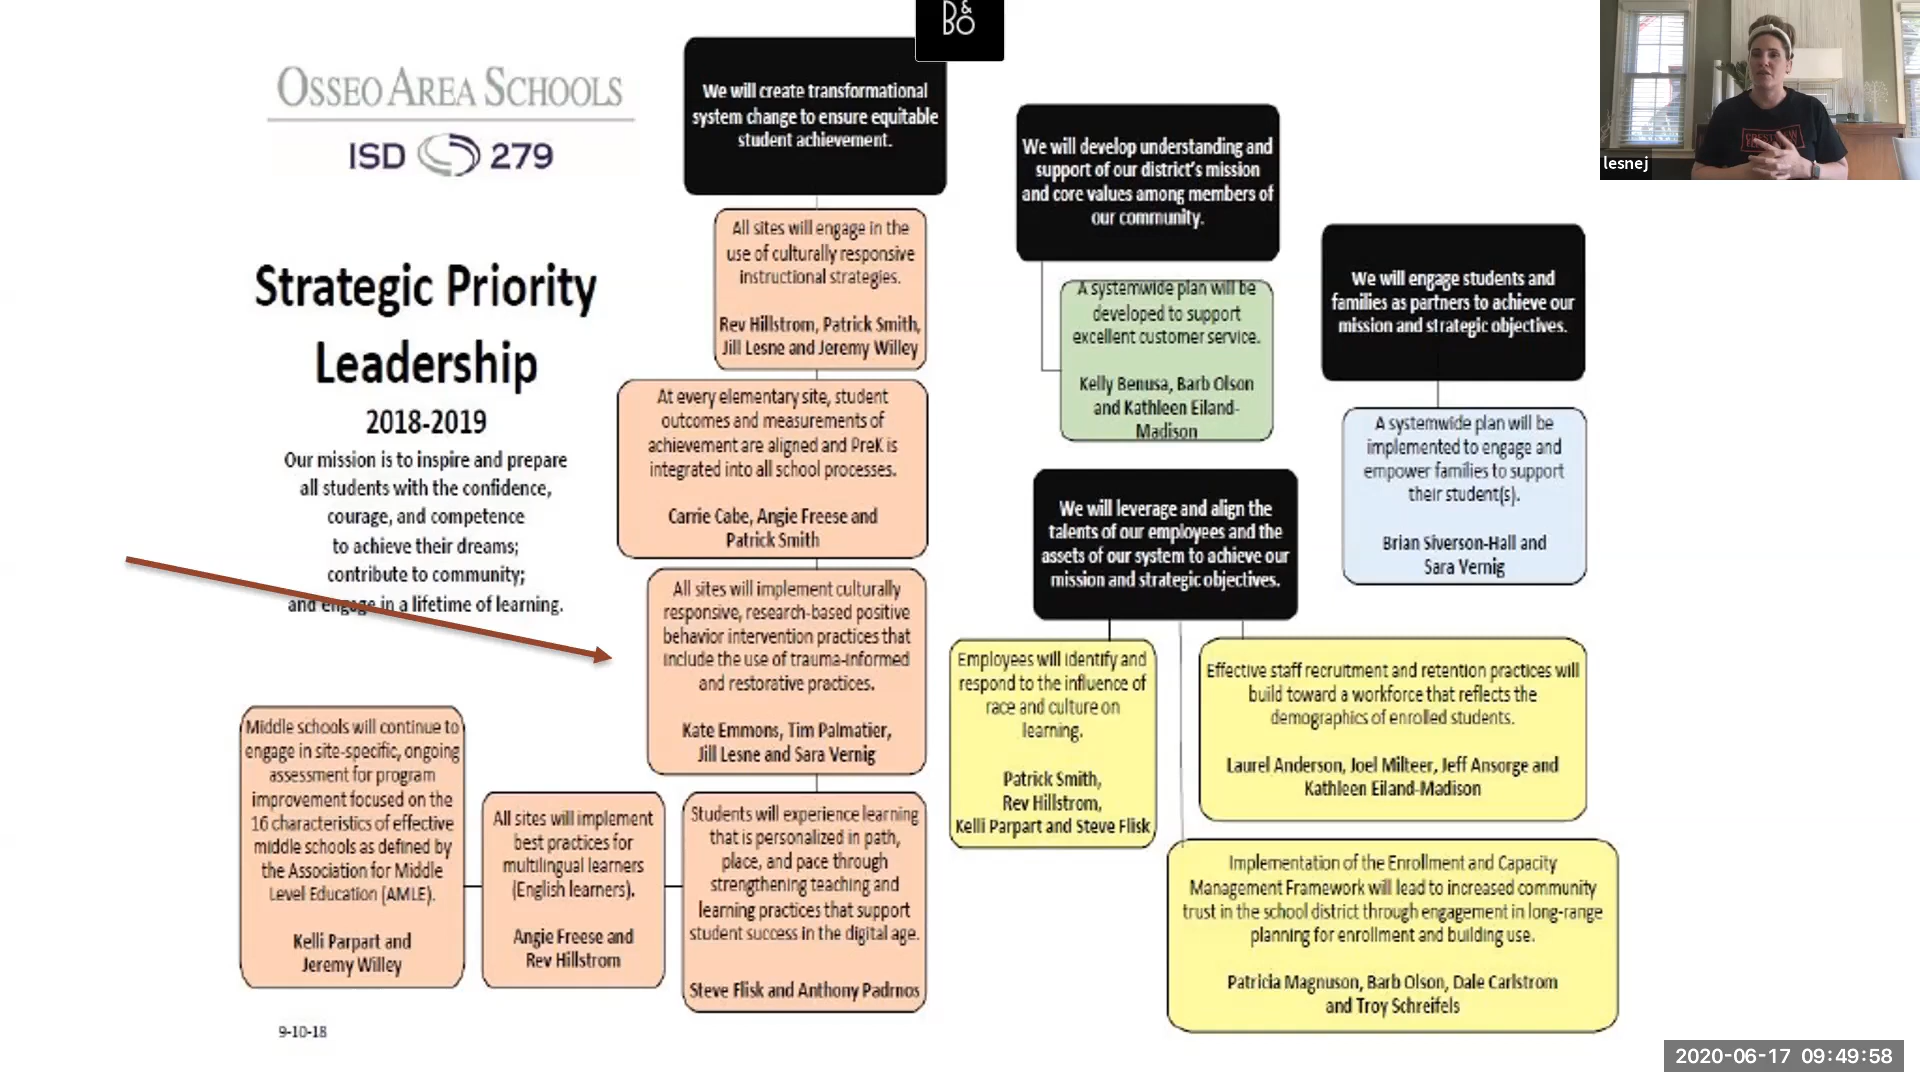 B&O
OSSEO AREA SCHOOLS
ISD 279
Strategic Priority
Leadership
2018-2019
Our mission is to inspire and prepare
all students with the confidence,
courage, and competence
to achieve their dreams;
contribute to community;
and engage in a lifetime of learning.
We will create transformational
system change to ensure equitable
student achievement.
All sites will engage in the
use of culturally responsive
instructional strategies.
Rev Hillstrom, Patrick Smith,
Jill Lesne and Jeremy Willey
At every elementary site, student
outcomes and measurements of
achievement are aligned and PreK is
integrated into all school processes.
Carrie Cabe, Angie Freese and
Patrick Smith
All sites will implement culturally
responsive, research-based positive
behavior intervention practices that
include the use of trauma-informed
and restorative practices.
Kate Emmons, Tim Palmatier,
Jill Lesne and Sara Vernig
Students will experience learning
that is personalized in path,
place, and pace through
strengthening teaching and
learning practices that support
student success in the digital age.
Steve Flisk and Anthony Padrnos
All sites will implement
best practices for
multilingual learners
(English learners).
Angie Freese and
Rev Hillstrom
Middle schools will continue to
engage in site-specific, ongoing
assessment for program
improvement focused on the
16 characteristics of effective
middle schools as defined by
the Association for Middle
Level Education (AMLE).
Kelli Parpart and
Jeremy Willey
9-10-18
We will develop understanding and
support of our district's mission
and core values among members of
our community.
A systemwide plan will be
developed to support
excellent customer service.
Kelly Benusa, Barb Olson
and Kathleen Eiland-
Madison
We will engage students and
families as partners to achieve our
mission and strategic objectives.
A systemwide plan will be
implemented to engage and
empower families to support
their student(s).
Brian Siverson-Hall and
Sara Vernig
We will leverage and align the
talents of our employees and the
assets of our system to achieve our
mission and strategic objectives.
Employees will identify and
respond to the influence of
race and culture on
learning.
Patrick Smith,
Rev Hillstrom,
Kelli Parpart and Steve Flisk
Effective staff recruitment and retention practices will
build toward a workforce that reflects the
demographics of enrolled students.
Laurel Anderson, Joel Milteer, Jeff Ansorge and
Kathleen Eiland-Madison
Implementation of the Enrollment and Capacity
Management Framework will lead to increased community
trust in the school district through engagement in long-range
planning for enrollment and building use.
Patricia Magnuson, Barb Olson, Dale Carlstrom
and Troy Schreifels
lesnej
2020-06-17 09:49:58